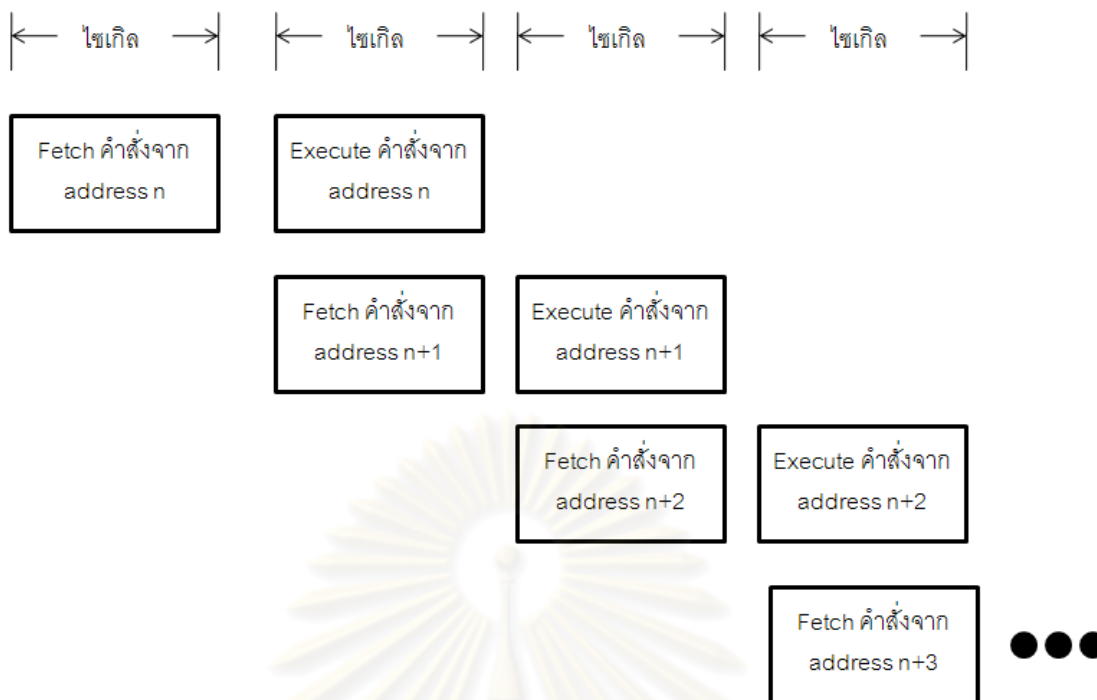 ไซเกิล ไซเกิล ไซเกิล ไซเกิล
Fetch คำสั่งจาก
address n
Execute คำสั่งจาก
address n
Fetch คำสั่งจาก
address n+1
Execute คำสั่งจาก
address n+1
Fetch คำสั่งจาก
address n+2
Execute คำสั่งจาก
address n+2
Fetch คำสั่งจาก
address n+3